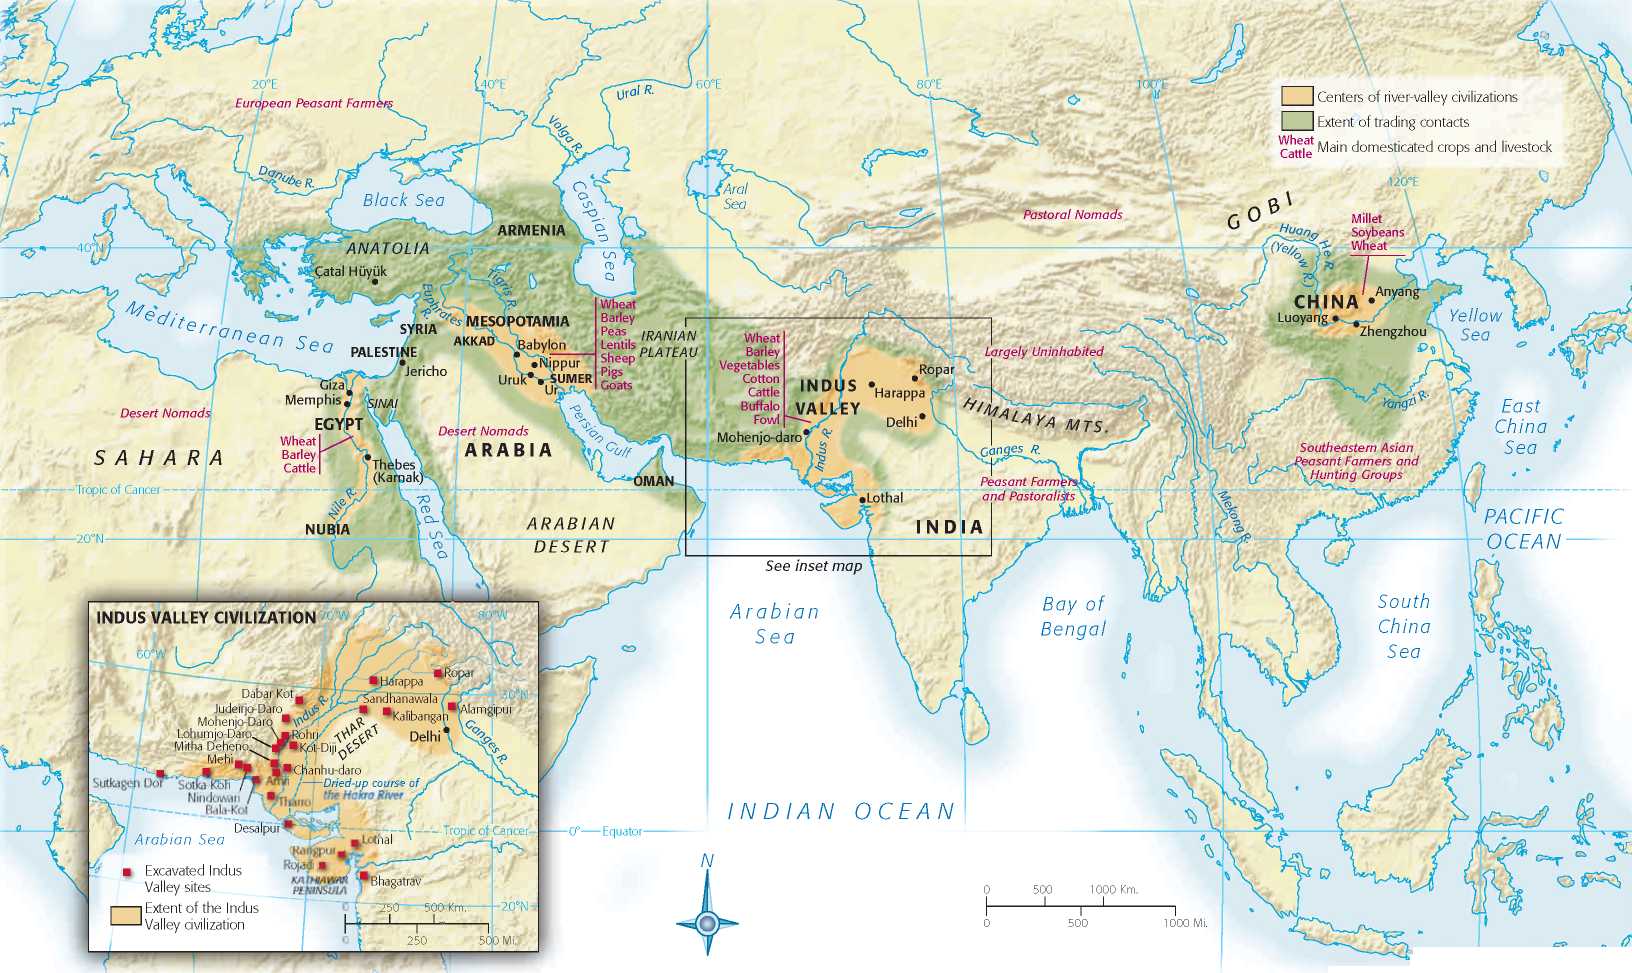 20°E
40°E
60°E
80°E
100°E
120°E
Centers of river-valley civilizations
Extent of trading contacts
Wheat
Cattle
Main domesticated crops and livestock
European Peasant Farmers
Ural R.
Volga R.
Danube R.
Black Sea
Caspian Sea
Aral
Sea
Pastoral Nomads
GOBI
Huang He R.
(Yellow R.)
Millet
Soybeans
Wheat
40°N
ANATOLIA
ARMENIA
Çatal Hüyük
Tigris R.
Euphrates
R.
Mediterranean Sea
SYRIA
MESOPOTAMIA
AKKAD
Babylon
Nippur
Uruk
SUMER
Ur
Wheat
Barley
Peas
Lentils
Sheep
Pigs
Goats
IRANIAN
PLATEAU
PALESTINE
Jericho
Giza
Memphis
SINAI
EGYPT
Wheat
Barley
Cattle
Desert Nomads
Desert Nomads
ARABIA
Persian Gulf
SAHARA
Thebes
(Karnak)
Tropic of Cancer
Nile R.
NUBIA
Red Sea
20°N
OMAN
ARABIAN
DESERT
Wheat
Barley
Vegetables
Cotton
Cattle
Buffalo
Fowl
INDUS
VALLEY
Ropar
Harappa
Delhi
Mohenjo-daro
Indus R.
Lothal
INDIA
See inset map
Largely Uninhabited
HIMALAYA MTS.
Ganges R.
Peasant Farmers
and Pastoralists
CHINA
Anyang
Luoyang
Zhengzhou
Yellow
Sea
Yangzi R.
East
China
Sea
Southeastern Asian
Peasant Farmers and
Hunting Groups
Mekong R.
PACIFIC
OCEAN
Arabian
Sea
Bay of
Bengal
South
China
Sea
INDIAN OCEAN
0°
Equator
N
0 500 1000 Km.
0 500 1000 Mi.
INDUS VALLEY CIVILIZATION
70°W
80°W
60°W
Ropar
Harappa
30°N
Dabar Kot
Sandhanawala
Judeirjo-Daro
Alamgipur
Mohenjo-Daro
Indus R.
Kalibangan
Lohumjo-Daro
Rohri
THAR
DESERT
Mitha Deheno
Kot-Diji
Delhi
Ganges R.
Mehi
Chanhu-daro
Sutkagen Dor
Sotka-Koh
Amri
Dried-up course of
the Hakra River
Nindowari
Bala-Kot
Tharro
Desalpur
Tropic of Cancer
Arabian Sea
Lothal
Rangpur
Rojadi
KATHIAWAR
PENINSULA
Bhagatrav
Excavated Indus
Valley sites
Extent of the Indus
Valley civilization
20°N
0 250 500 Km.
0 250 500 Mi.